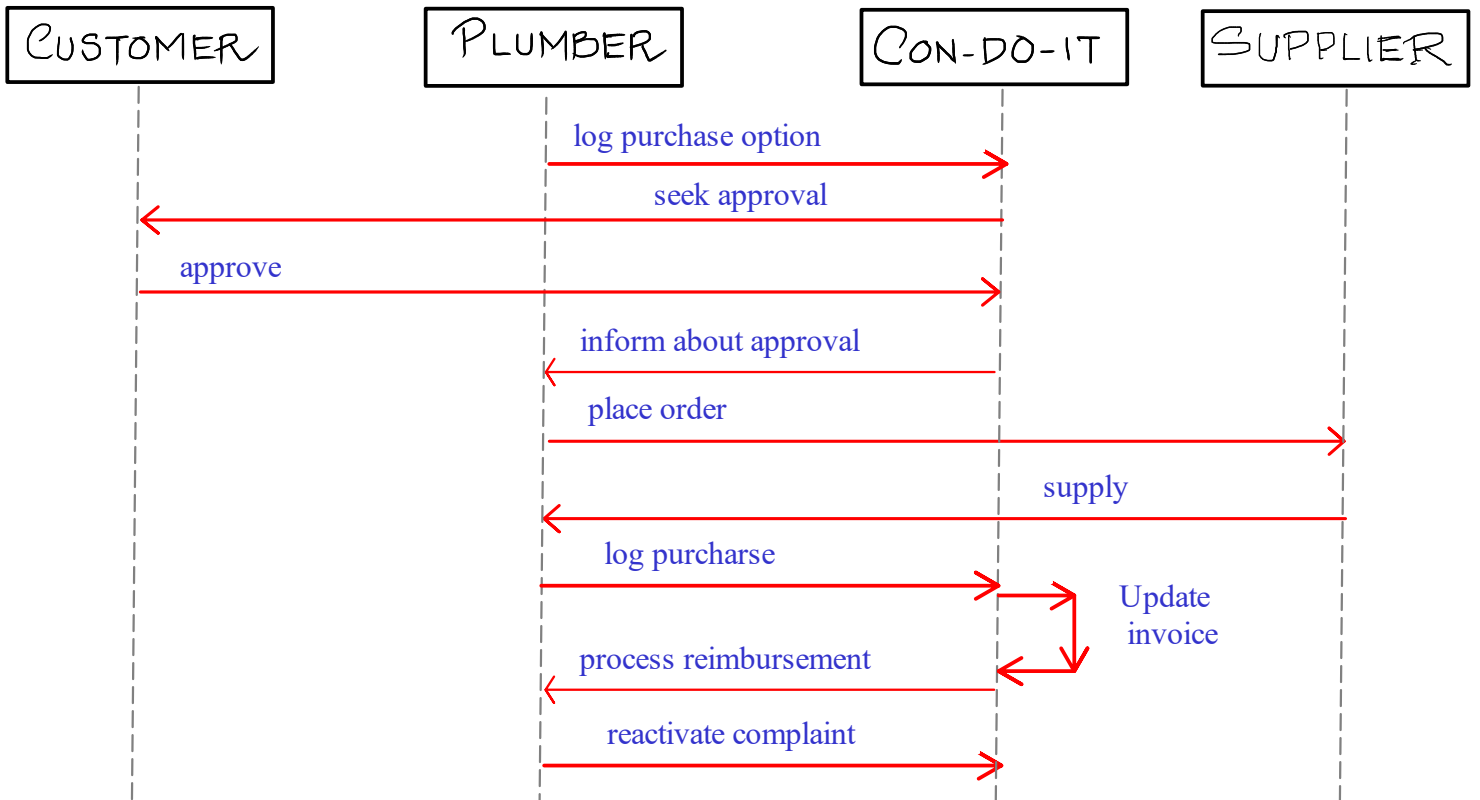 CUSTOMER
PLUMBER
CON-DO-IT
SUPPLIER
log purchase option
seek approval
approve
inform about approval
place order
supply
log purcharse
Update
invoice
process reimbursement
reactivate complaint